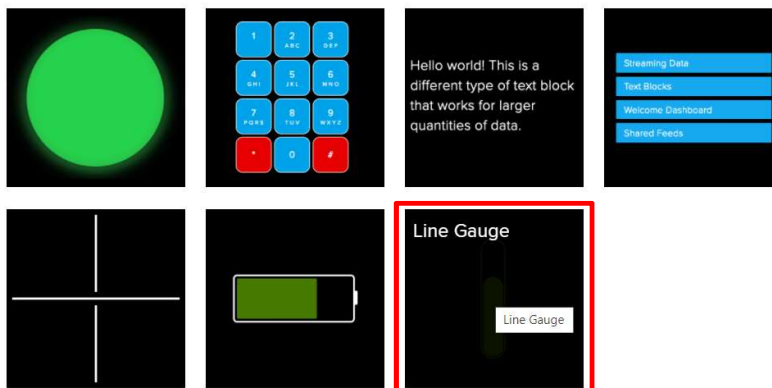 1 2 3
ABC DEF
4 5 6
GHI JKL MNO
7 8 9
PQRS TUV WXYZ
* 0 #
Hello world! This is a
different type of text block
that works for larger
quantities of data.
Streaming Data
Text Blocks
Welcome Dashboard
Shared Feeds
Line Gauge
Line Gauge